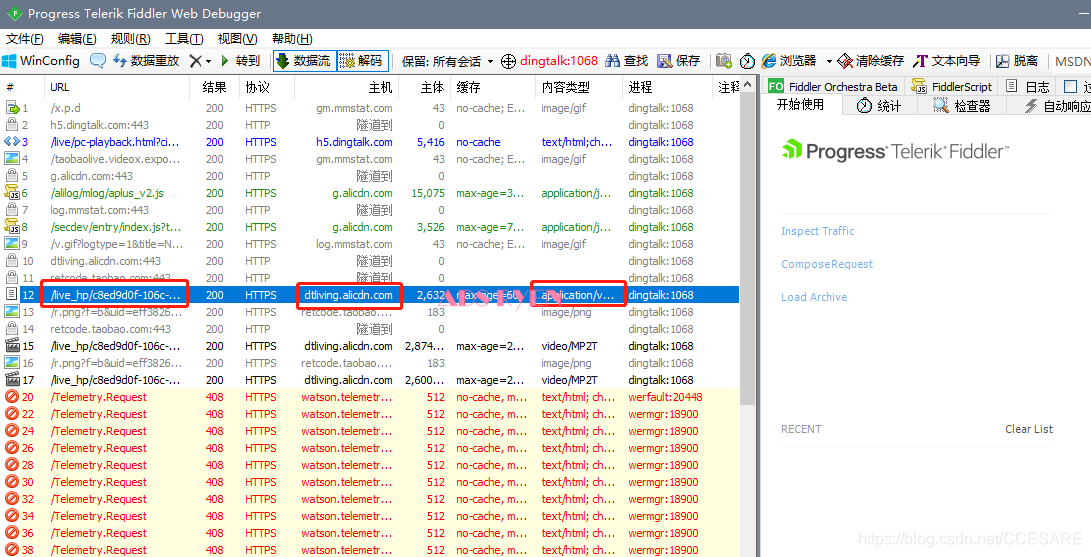 Progress Telerik Fiddler Web Debugger
文件(F) 编辑(E) 规则(R) 工具(T) 视图(V) 帮助(H)
WinConfig 数据重放 转到 数据流 解码 保留: 所有会话 dingtalk:1068 查找 保存 浏览器 清除缓存 文本向导 脱离 MSDN
# URL 结果 协议 主机 主体 缓存 内容类型 进程 注释
1 /x.p.d 200 HTTPS gm.mmstat.com 43 no-cache; E... image/gif dingtalk:1068
2 h5.dingtalk.com:443 200 HTTP 隧道到 0 dingtalk:1068
3 /live/pc-playback.html?ci... 200 HTTPS h5.dingtalk.com 5,416 no-cache text/html;ch... dingtalk:1068
4 /taobaolive.videox.expo... 200 HTTPS gm.mmstat.com 43 no-cache; E... image/gif dingtalk:1068
5 g.alicdn.com:443 200 HTTP 隧道到 0 dingtalk:1068
6 /alilog/mlog/aplus_v2.js 200 HTTPS g.alicdn.com 15,075 max-age=3... application/j... dingtalk:1068
7 log.mmstat.com:443 200 HTTP 隧道到 0 dingtalk:1068
8 /secdev/entry/index.js?t... 200 HTTPS g.alicdn.com 3,526 max-age=7... application/j... dingtalk:1068
9 /v.gif?logtype=1&title=N... 200 HTTPS log.mmstat.com 43 no-cache; E... image/gif dingtalk:1068
10 dtliving.alicdn.com:443 200 HTTP 隧道到 0 dingtalk:1068
11 retcode.taobao.com:443 200 HTTP 隧道到 0 dingtalk:1068
12 /live_hp/c8ed9d0f-106c-... 200 HTTPS dtliving.alicdn.com 2,632 max-age=60... application/v... dingtalk:1068
13 /r.png?f=b&uid=eff3826... 200 HTTPS retcode.taobao.... 183 image/png dingtalk:1068
14 retcode.taobao.com:443 200 HTTP 隧道到 0 dingtalk:1068
15 /live_hp/c8ed9d0f-106c-... 200 HTTPS dtliving.alicdn.com 2,874... max-age=2... video/MP2T dingtalk:1068
16 /r.png?f=b&uid=eff3826... 200 HTTPS retcode.taobao.... 183 image/png dingtalk:1068
17 /live_hp/c8ed9d0f-106c-... 200 HTTPS dtliving.alicdn.com 2,600... max-age=2... video/MP2T dingtalk:1068
20 /Telemetry.Request 408 HTTPS watson.telemetr... 512 no-cache, m... text/html; ch... werfault:20448
22 /Telemetry.Request 408 HTTPS watson.telemetr... 512 no-cache, m... text/html; ch... wermgr:18900
24 /Telemetry.Request 408 HTTPS watson.telemetr... 512 no-cache, m... text/html; ch... wermgr:18900
26 /Telemetry.Request 408 HTTPS watson.telemetr... 512 no-cache, m... text/html; ch... wermgr:18900
28 /Telemetry.Request 408 HTTPS watson.telemetr... 512 no-cache, m... text/html; ch... wermgr:18900
30 /Telemetry.Request 408 HTTPS watson.telemetr... 512 no-cache, m... text/html; ch... wermgr:18900
32 /Telemetry.Request 408 HTTPS watson.telemetr... 512 no-cache, m... text/html; ch... wermgr:18900
34 /Telemetry.Request 408 HTTPS watson.telemetr... 512 no-cache, m... text/html; ch... wermgr:18900
36 /Telemetry.Request 408 HTTPS watson.telemetr... 512 no-cache, m... text/html; ch... wermgr:18900
38 /Telemetry.Request 408 HTTPS watson.telemetr... 512 no-cache, m... text/html; ch... wermgr:18900
FO Fiddler Orchestra Beta FiddlerScript 日志
开始使用 统计 检查器 自动响应
Progress Telerik Fiddler
Inspect Traffic
ComposeRequest
Load Archive
RECENT Clear List
https://blog.csdn.net/CCESARE